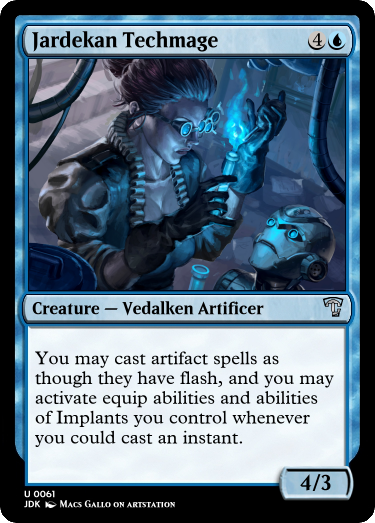 Jardekan Techmage 4
Creature — Vedalken Artificer
You may cast artifact spells as
though they have flash, and you may
activate equip abilities and abilities
of Implants you control whenever
you could cast an instant.
4/3
U 0061
JDK Macs Gallo on artstation